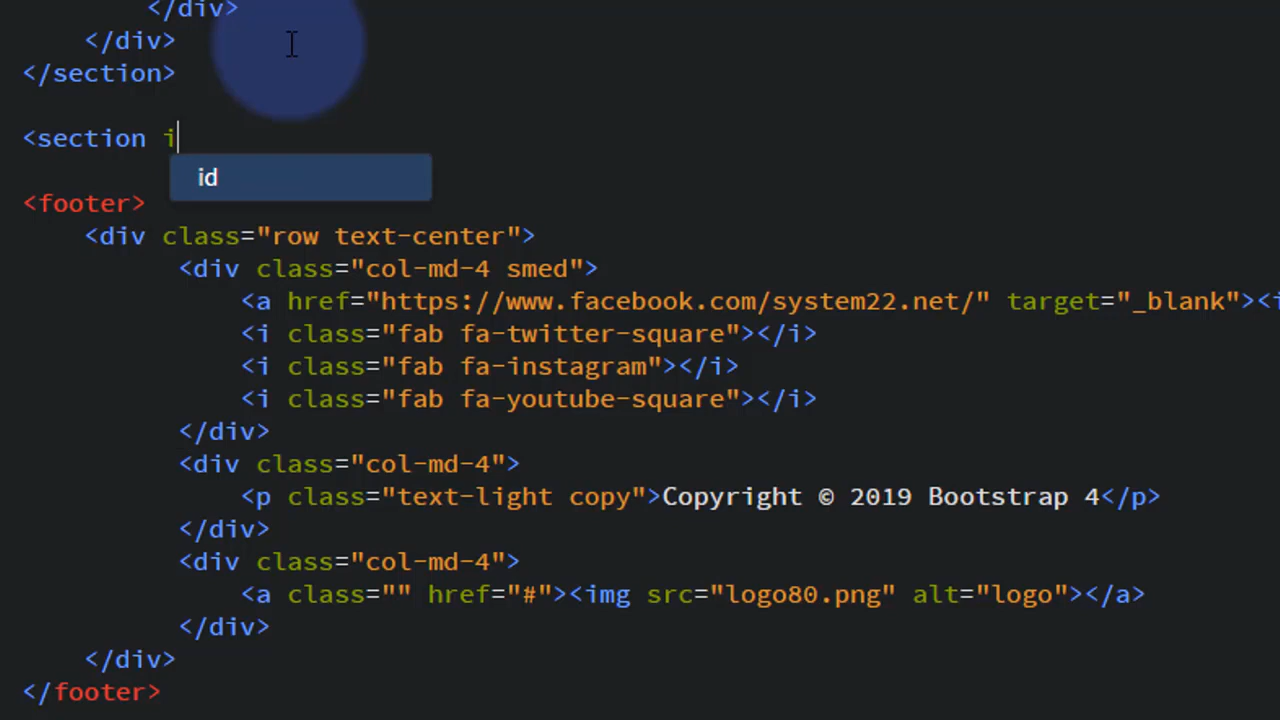 </div>
</div>
</section>
<section i
id
<footer>
<div class="row text-center">
<div class="col-md-4 smed">
<a href="https://www.facebook.com/system22.net/" target="_blank"><i
<i class="fab fa-twitter-square"></i>
<i class="fab fa-instagram"></i>
<i class="fab fa-youtube-square"></i>
</div>
<div class="col-md-4">
<p class="text-light copy">Copyright © 2019 Bootstrap 4</p>
</div>
<div class="col-md-4">
<a class="" href="#"><img src="logo80.png" alt="logo"></a>
</div>
</div>
</footer>